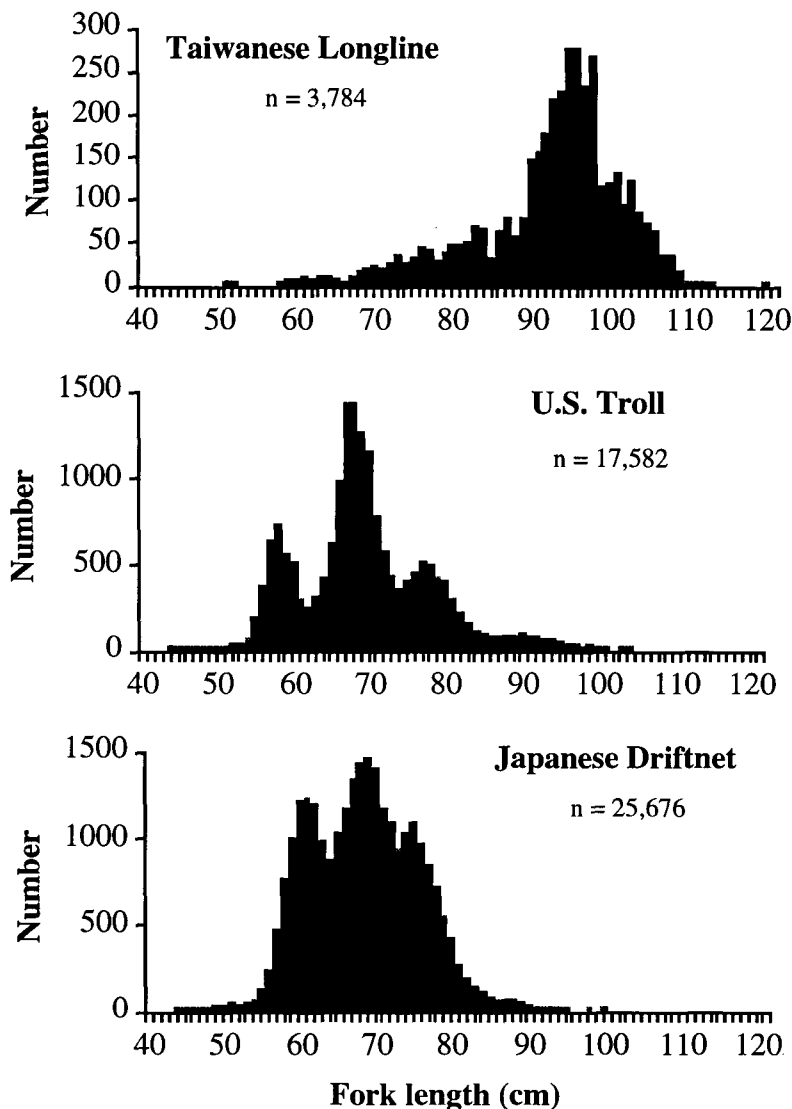 Taiwanese Longline
n = 3,784
Number
300
250
200
150
100
50
0
40 50 60 70 80 90 100 110 120
U.S. Troll
n = 17,582
Number
1500
1000
500
0
40 50 60 70 80 90 100 110 120
Japanese Driftnet
n = 25,676
Number
1500
1000
500
0
40 50 60 70 80 90 100 110 120
Fork length (cm)